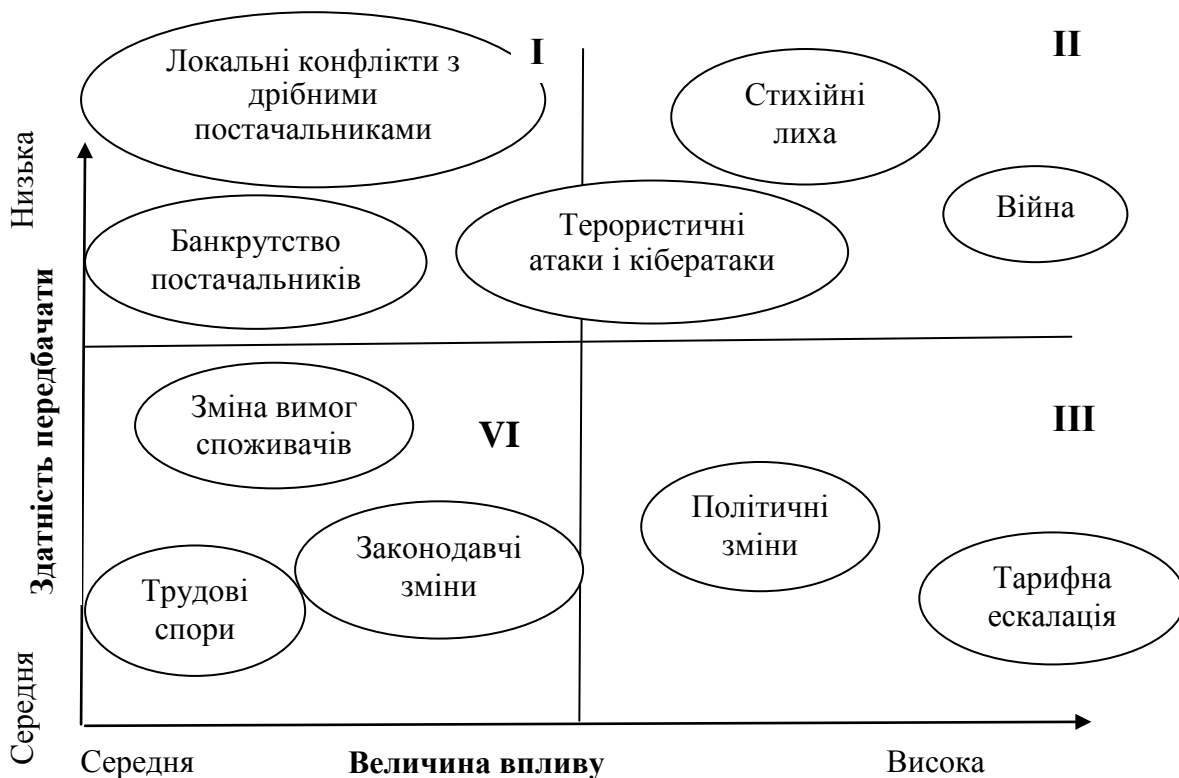 Локальні конфлікти з
дрібними
постачальниками
I
II
Стихійні
лиха
Низька
Війна
Банкрутство
постачальників
Терористичні
атаки і кібератаки
Здатність передбачати
Зміна вимог
споживачів
VI
III
Політичні
зміни
Законодавчі
зміни
Трудові
спори
Тарифна
ескалація
Середня
Середня
Величина впливу
Висока